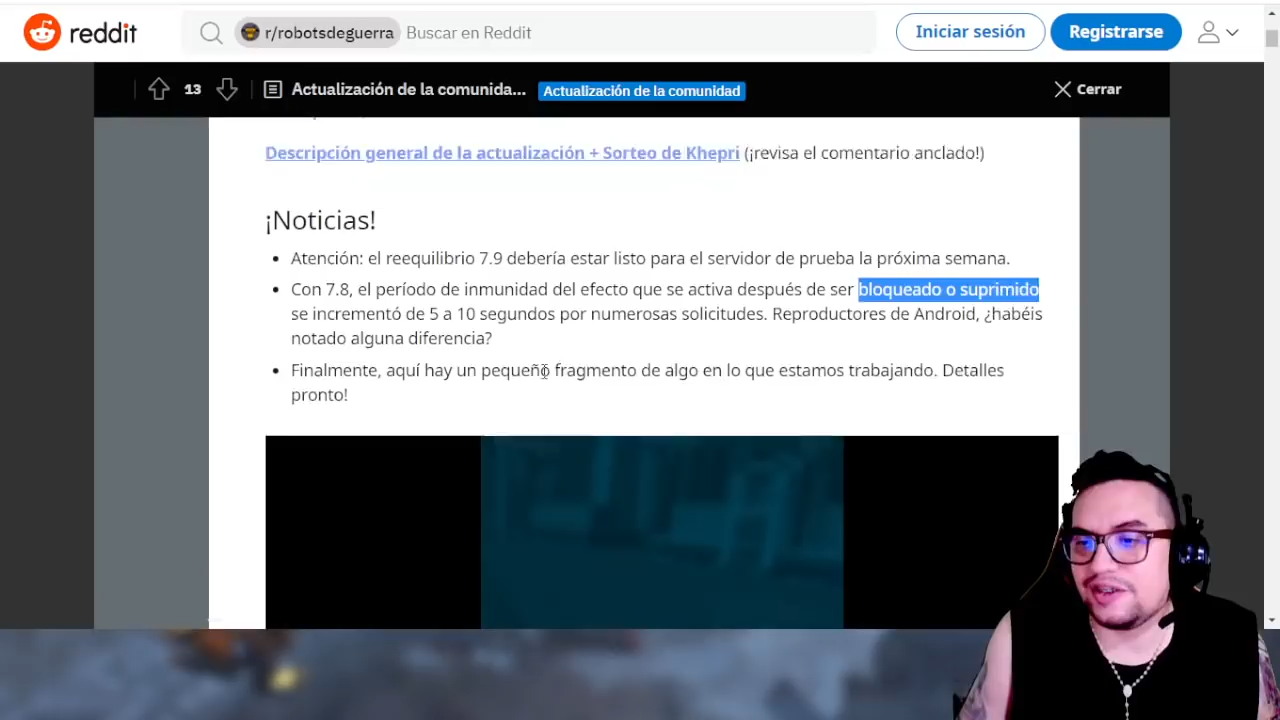 reddit r/robotsdeguerra Buscar en Reddit Iniciar sesión Registrarse
13 Actualización de la comunida... Actualización de la comunidad Cerrar
Descripción general de la actualización + Sorteo de Khepri (¡revisa el comentario anclado!)
¡Noticias!
Atención: el reequilibrio 7.9 debería estar listo para el servidor de prueba la próxima semana.
Con 7.8, el período de inmunidad del efecto que se activa después de ser bloqueado o suprimido
se incrementó de 5 a 10 segundos por numerosas solicitudes. Reproductores de Android, ¿habéis
notado alguna diferencia?
Finalmente, aquí hay un pequeño fragmento de algo en lo que estamos trabajando. Detalles
pronto!